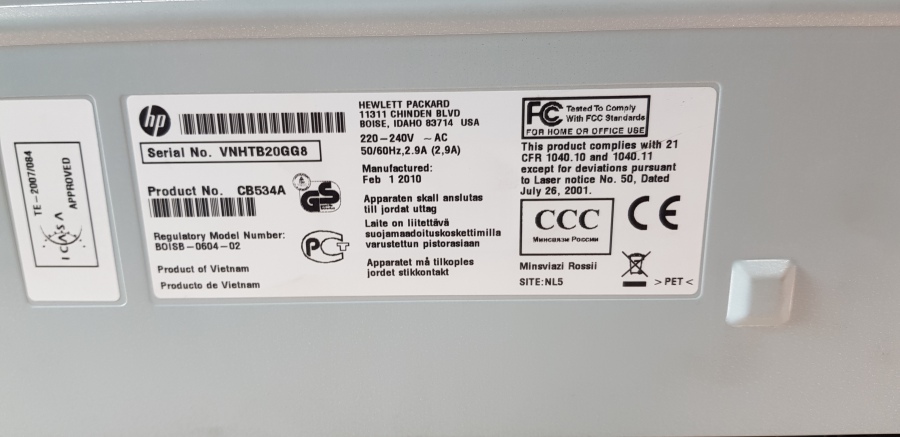 TE-2007/084
ICASA
APPROVED
hp
Serial No. VNHTB20GG8
Product No. CB534A
GS
Regulatory Model Number:
BOISB-0604-02
Product of Vietnam
Producto de Vietnam
HEWLETT PACKARD
11311 CHINDEN BLVD
BOISE, IDAHO 83714 USA
220-240V ~ AC
50/60Hz,2.9A (2,9A)
Manufactured:
Feb 1 2010
Apparaten skall anslutas
till jordat uttag
Laite on liitettävä
suojamaadoituskoskettimilla
varustettun pistorasiaan
Apparatet må tilkoples
jordet stikkontakt
FC Tested To Comply
With FCC Standards
FOR HOME OR OFFICE USE
This product complies with 21
CFR 1040.10 and 1040.11
except for deviations pursuant
to Laser notice No. 50, Dated
July 26, 2001.
ССС
Минсвязи России
CE
Minsviazi Rossii
SITE:NL5
>PET<